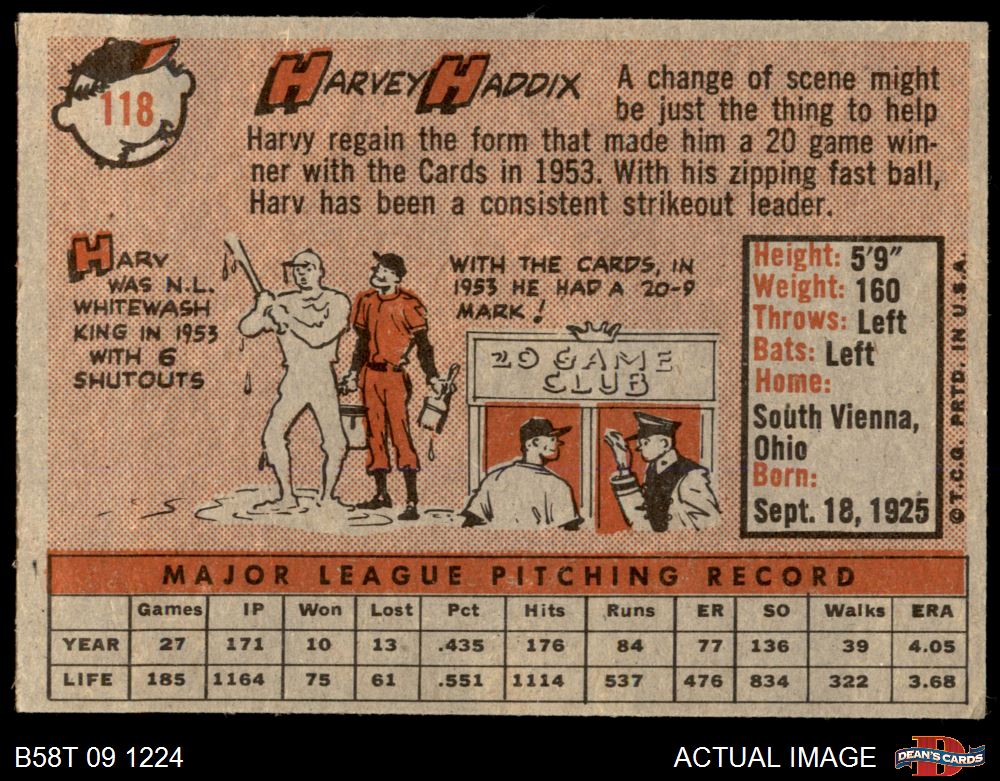 118
HARVEY HADDIX
A change of scene might
be just the thing to help
Harvy regain the form that made him a 20 game win-
ner with the Cards in 1953. With his zipping fast ball,
Harv has been a consistent strikeout leader.
HARV
WAS N.L.
WHITEWASH
KING IN 1953
WITH 6
SHUTOUTS
WITH THE CARDS, IN
1953 HE HAD A 20-9
MARK!
20 GAME
CLUB
Height: 5'9"
Weight: 160
Throws: Left
Bats: Left
Home:
South Vienna,
Ohio
Born:
Sept. 18, 1925
© T.C.G. PRTD. IN U.S.A.
MAJOR LEAGUE PITCHING RECORD
Games IP Won Lost Pct Hits Runs ER SO Walks ERA
YEAR 27 171 10 13 .435 176 84 77 136 39 4.05
LIFE 185 1164 75 61 .551 1114 537 476 834 322 3.68
B58T 09 1224
ACTUAL IMAGE
D
DEAN'S CARDS